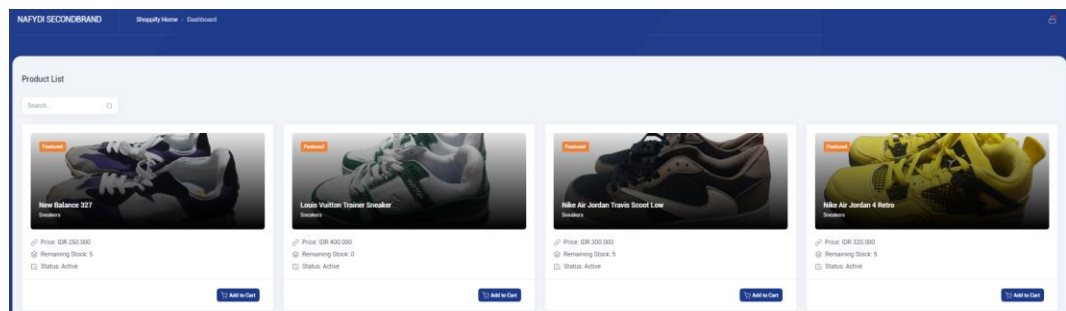 NAFYDI SECONDBRAND
Shoppify Home > Dashboard
Product List
Search...
Featured
New Balance 327
Sneakers
Price: IDR 250.000
Remaining Stock: 5
Status: Active
Add to Cart
Featured
Louis Vuitton Trainer Sneaker
Sneakers
Price: IDR 400.000
Remaining Stock: 0
Status: Active
Add to Cart
Featured
Nike Air Jordan Travis Scoot Low
Sneakers
Price: IDR 300.000
Remaining Stock: 5
Status: Active
Add to Cart
Featured
Nike Air Jordan 4 Retro
Sneakers
Price: IDR 320.000
Remaining Stock: 5
Status: Active
Add to Cart